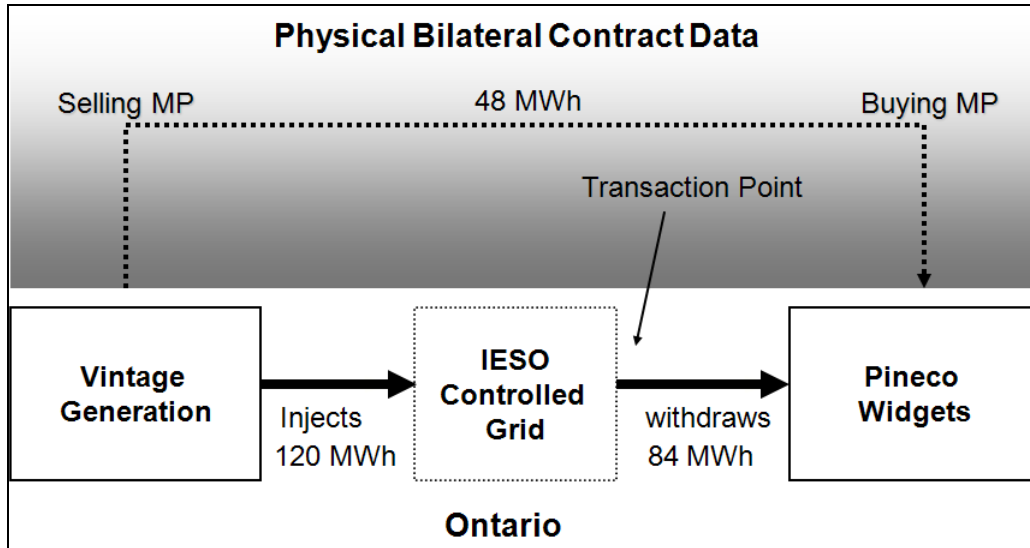 Physical Bilateral Contract Data
Selling MP
48 MWh
Buying MP
Transaction Point
Vintage
Generation
Injects
120 MWh
IESO
Controlled
Grid
withdraws
84 MWh
Pineco
Widgets
Ontario